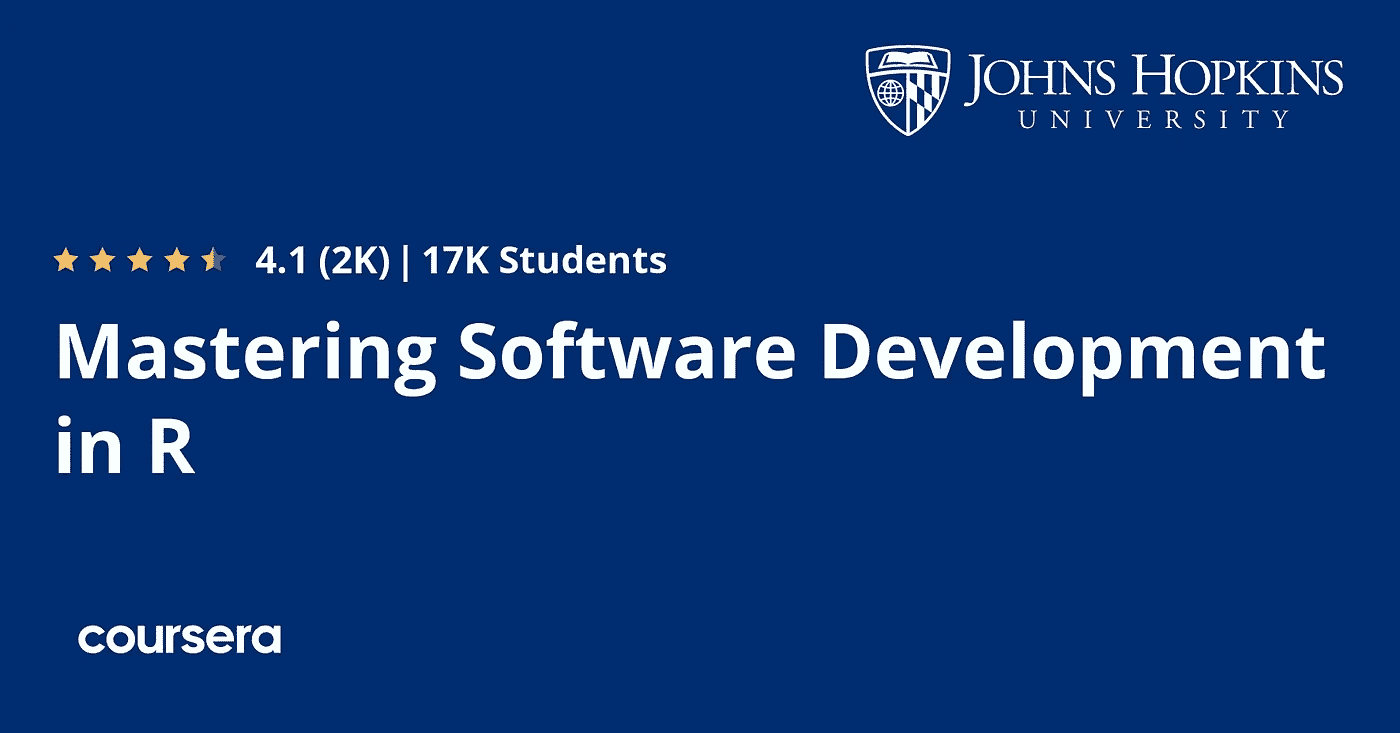 JOHNS HOPKINS
UNIVERSITY
4.1 (2K) | 17K Students
Mastering Software Development
in R
coursera